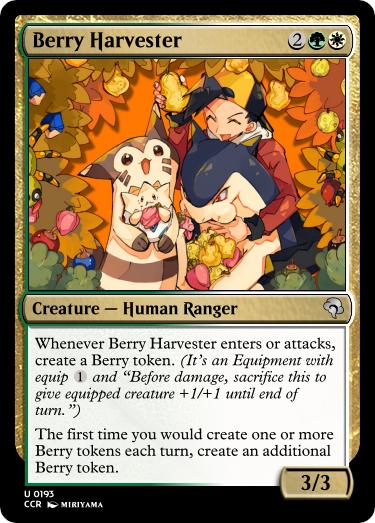 Berry Harvester 2
Creature — Human Ranger
Whenever Berry Harvester enters or attacks,
create a Berry token. (It's an Equipment with
equip 1 and “Before damage, sacrifice this to
give equipped creature +1/+1 until end of
turn.”)
The first time you would create one or more
Berry tokens each turn, create an additional
Berry token.
3/3
U 0193
CCR MIRIYAMA